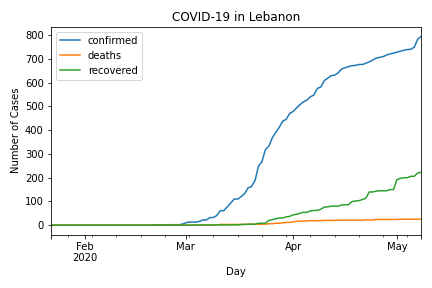 COVID-19 in Lebanon
confirmed
deaths
recovered
Number of Cases
800
700
600
500
400
300
200
100
0
Feb
2020
Mar
Apr
May
Day